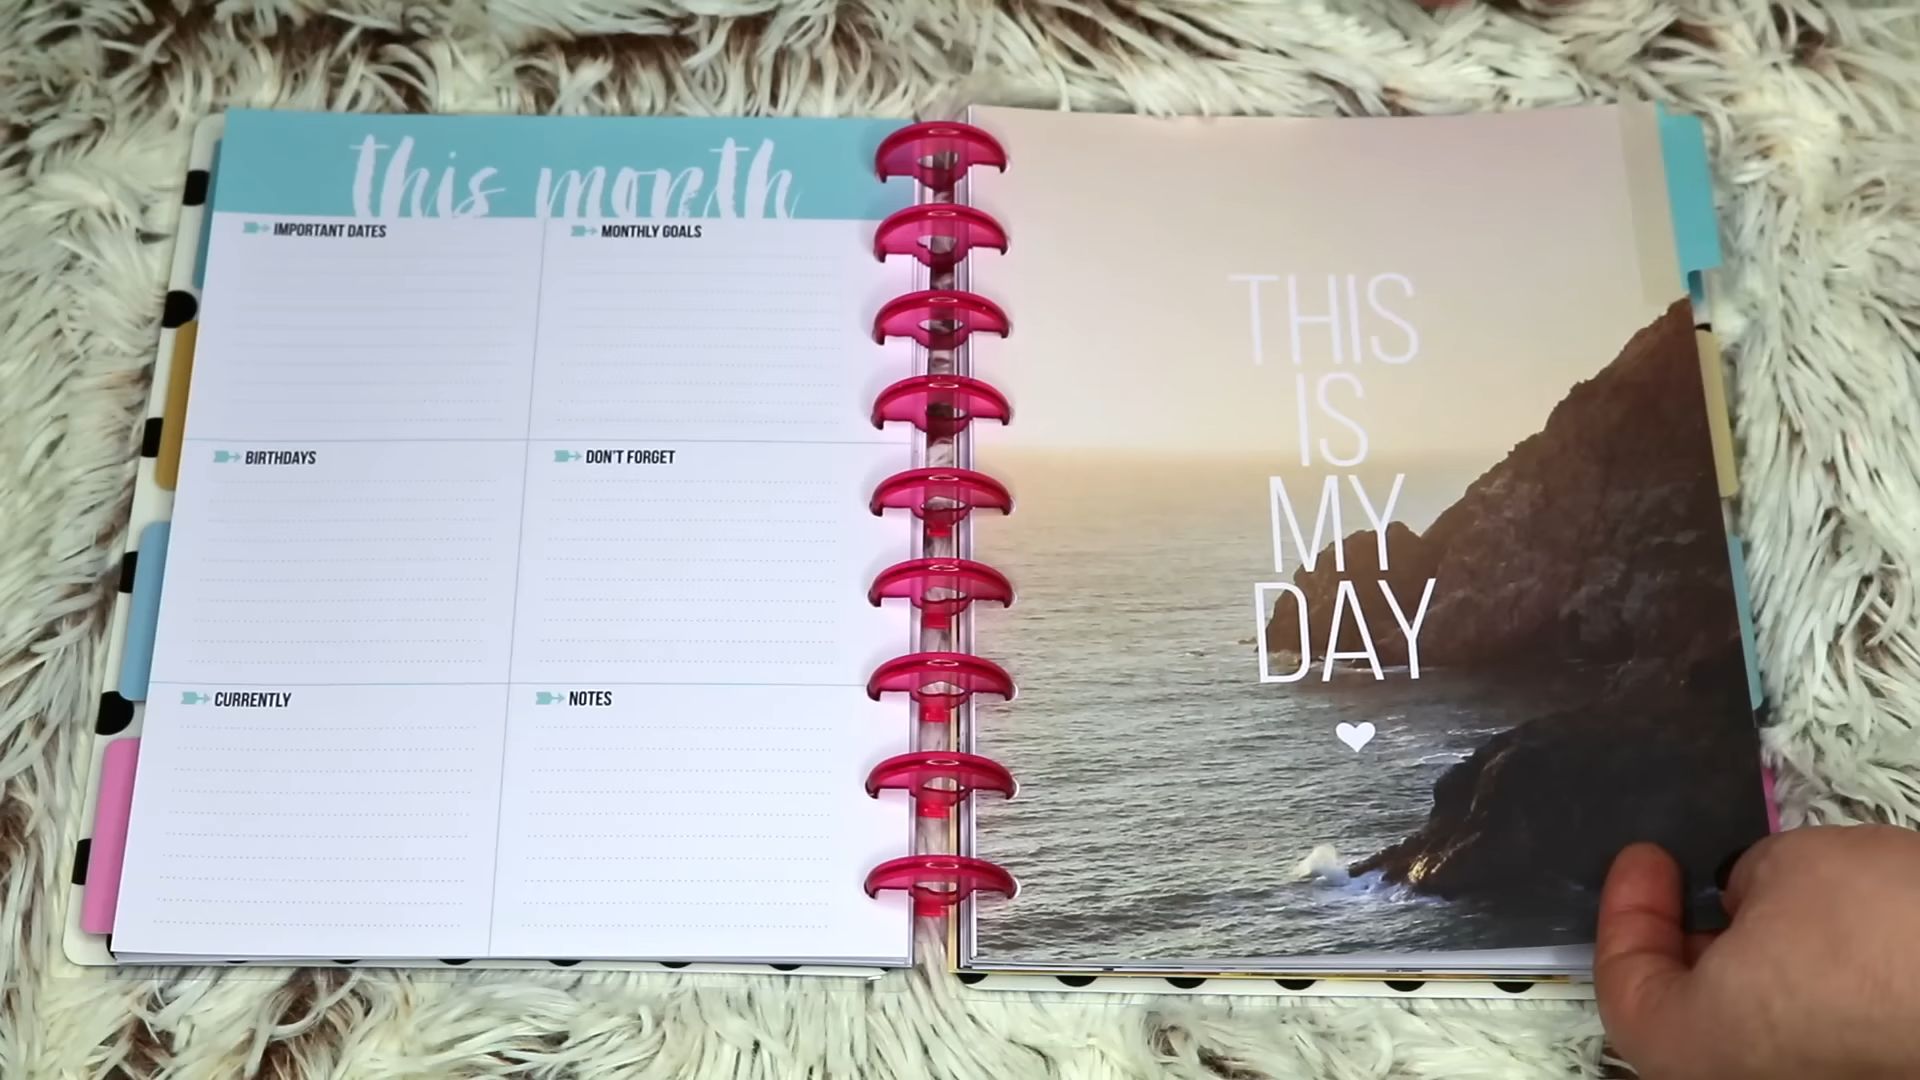 this month
IMPORTANT DATES
MONTHLY GOALS
BIRTHDAYS
DON'T FORGET
CURRENTLY
NOTES
THIS
IS
MY
DAY